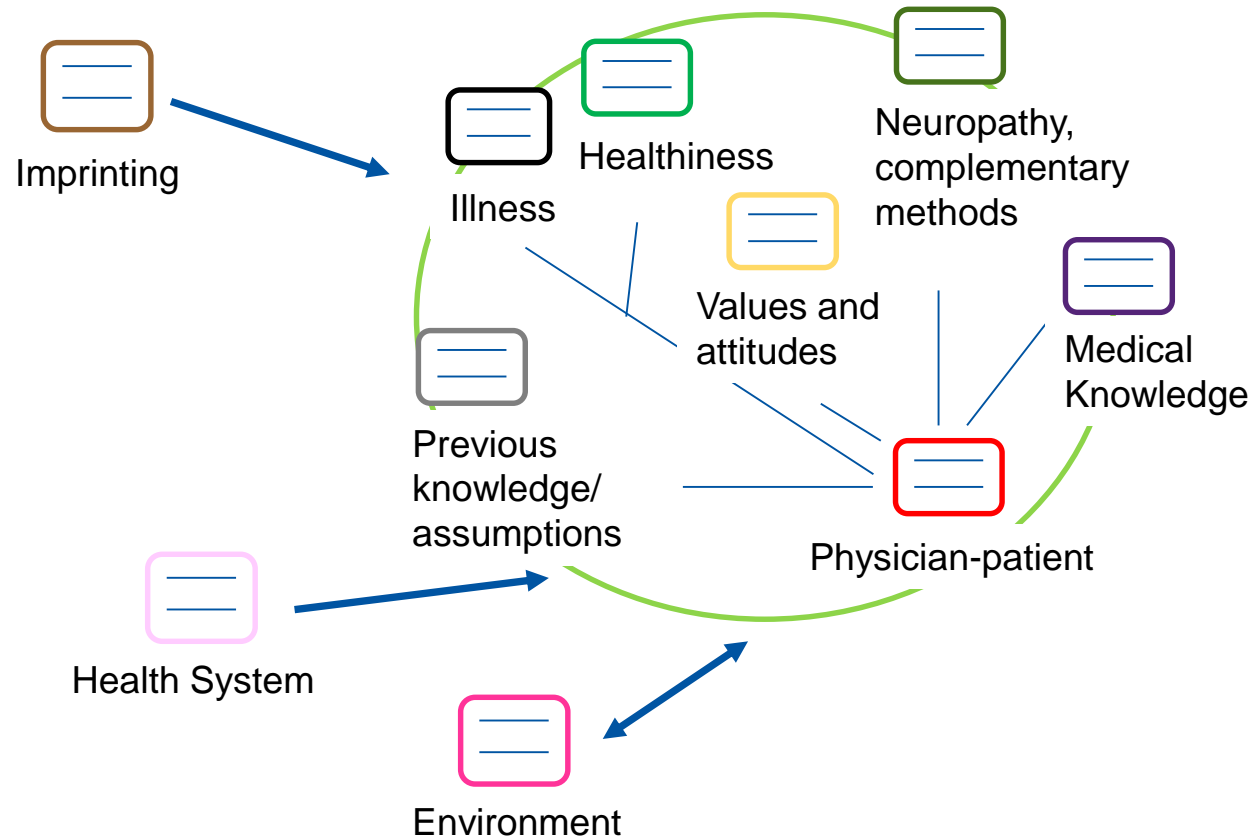 Imprinting
Illness
Healthiness
Neuropathy,
complementary
methods
Values and
attitudes
Medical
Knowledge
Previous
knowledge/
assumptions
Physician-patient
Health System
Environment